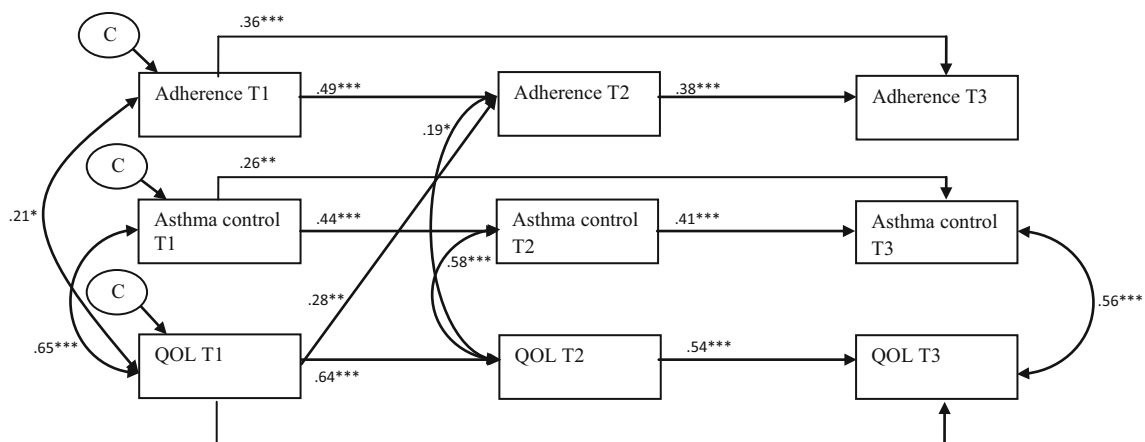 .36***
C
Adherence T1
.49***
Adherence T2
.38***
Adherence T3
.19*
C
.26**
.21*
Asthma control
T1
.44***
Asthma control
T2
.41***
Asthma control
T3
.58***
C
.28**
.56***
.65***
QOL T1
.64***
QOL T2
.54***
QOL T3